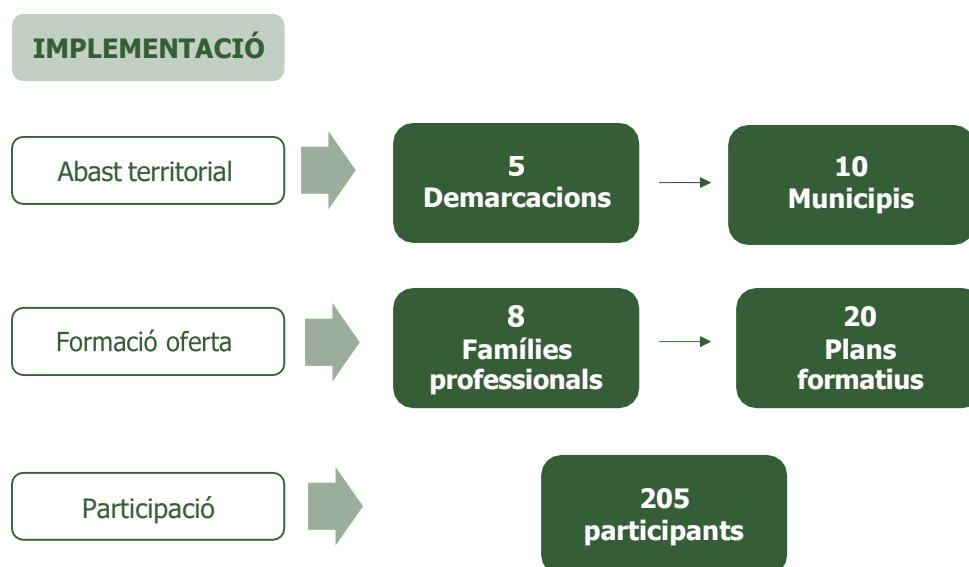 IMPLEMENTACIÓ
Abast territorial
5
Demarcacions
10
Municipis
Formació oferta
8
Famílies
professionals
20
Plans
formatius
Participació
205
participants